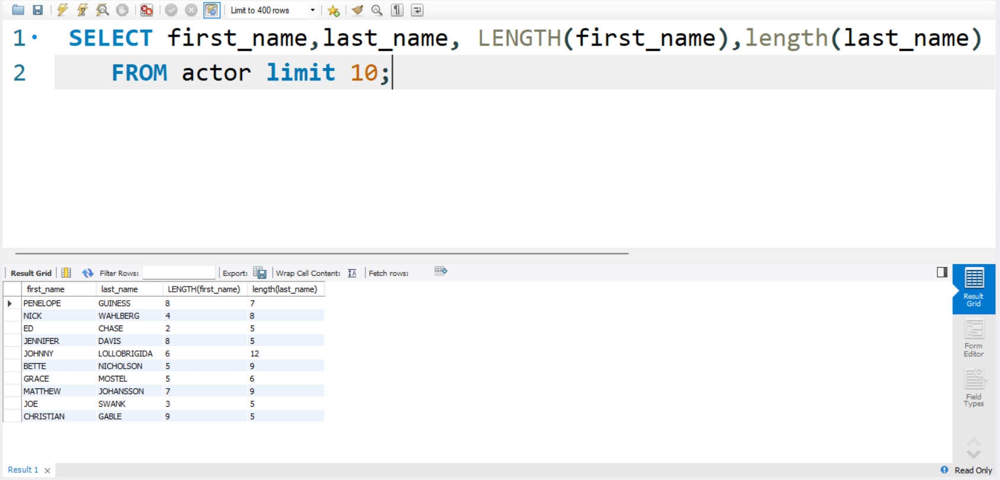 Limit to 400 rows
1 SELECT first_name,last_name, LENGTH(first_name),length(last_name)
2 FROM actor limit 10;
Result Grid Filter Rows: Export: Wrap Cell Content: Fetch rows:
first_name last_name LENGTH(first_name) length(last_name)
PENELOPE GUINESS 8 7
NICK WAHLBERG 4 8
ED CHASE 2 5
JENNIFER DAVIS 8 5
JOHNNY LOLLOBRIGIDA 6 12
BETTE NICHOLSON 5 9
GRACE MOSTEL 5 6
MATTHEW JOHANSSON 7 9
JOE SWANK 3 5
CHRISTIAN GABLE 9 5
Result
Grid
Form
Editor
Field
Types
Result 1
Read Only